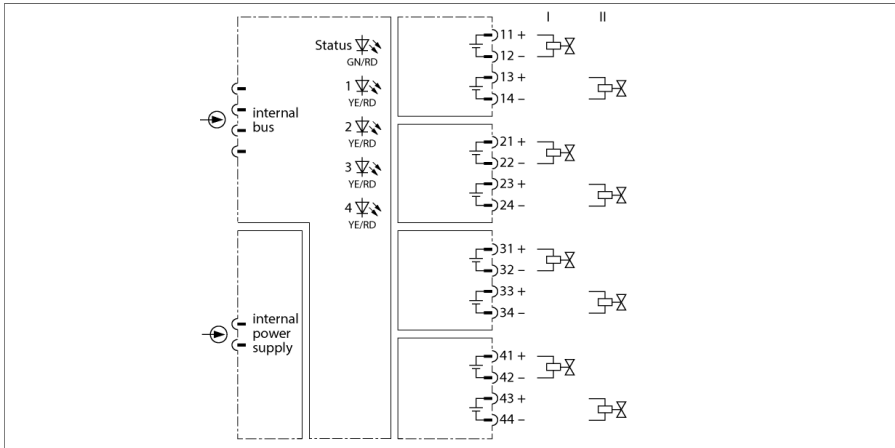 I II
Status
GN/RD
1
YE/RD
2
YE/RD
3
YE/RD
4
YE/RD
internal
bus
internal
power
supply
11 +
12 –
13 +
14 –
21 +
22 –
23 +
24 –
31 +
32 –
33 +
34 –
41 +
42 –
43 +
44 –